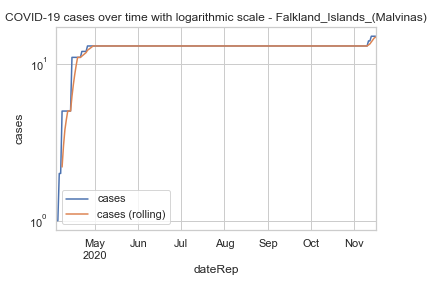 COVID-19 cases over time with logarithmic scale - Falkland_Islands_(Malvinas)
10¹
10⁰
cases
cases
cases (rolling)
May Jun Jul Aug Sep Oct Nov
2020
dateRep